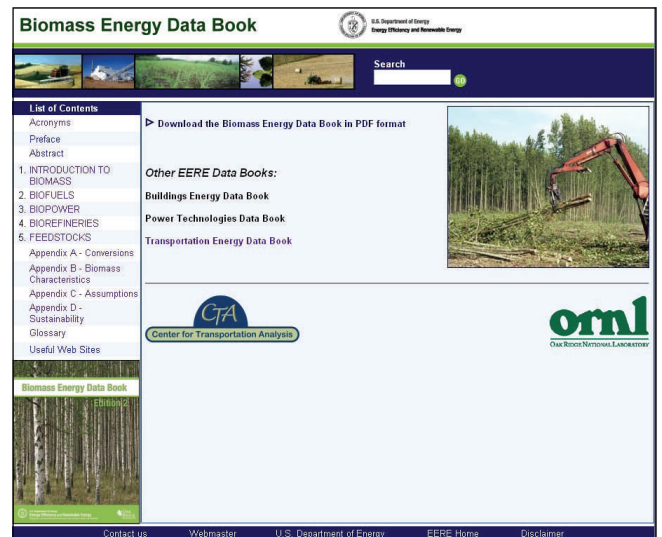 Biomass Energy Data Book
U.S. Department of Energy
Energy Efficiency and Renewable Energy
Search
GO
List of Contents
Acronyms
Preface
Abstract
1. INTRODUCTION TO
BIOMASS
2. BIOFUELS
3. BIOPOWER
4. BIOREFINERIES
5. FEEDSTOCKS
Appendix A - Conversions
Appendix B - Biomass
Characteristics
Appendix C - Assumptions
Appendix D -
Sustainability
Glossary
Useful Web Sites
Download the Biomass Energy Data Book in PDF format
Other EERE Data Books:
Buildings Energy Data Book
Power Technologies Data Book
Transportation Energy Data Book
CTA
Center for Transportation Analysis
ornl
OAK RIDGE NATIONAL LABORATORY
Biomass Energy Data Book
Edition 2
Contact us Webmaster U.S. Department of Energy EERE Home Disclaimer